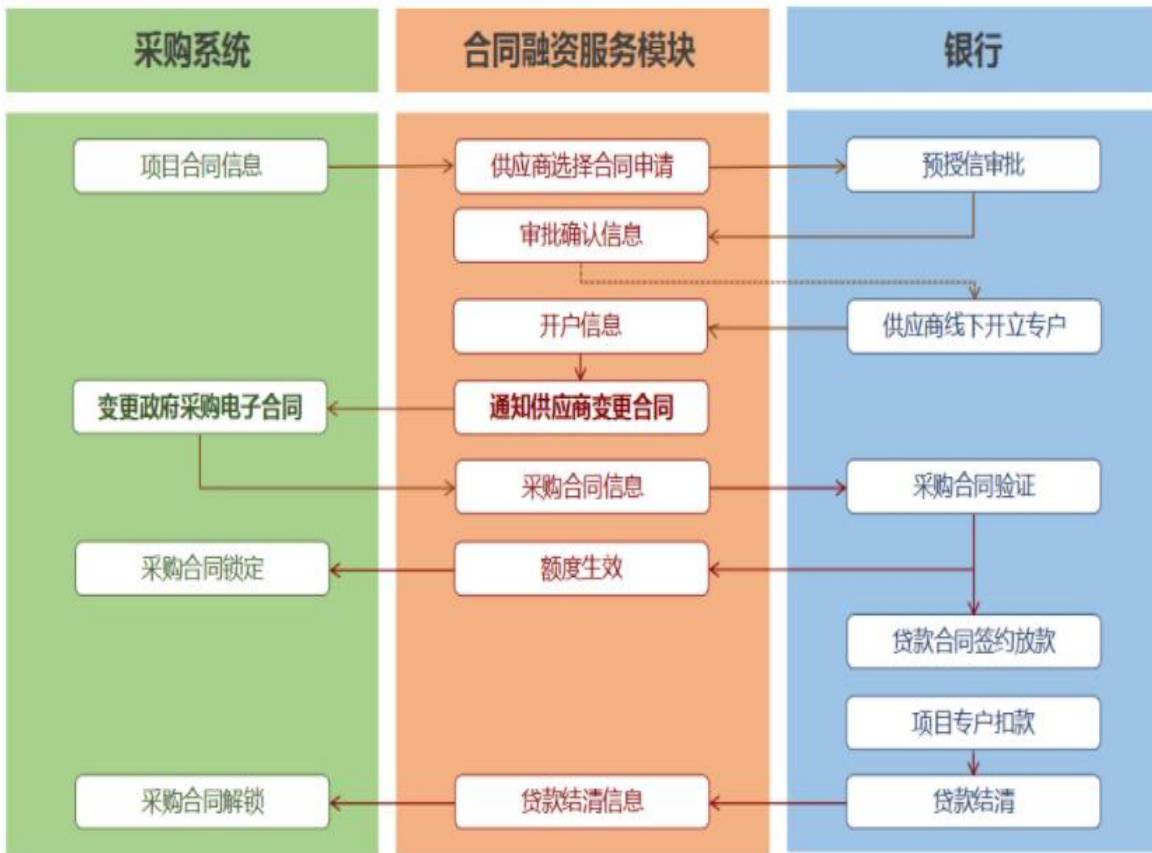 采购系统
合同融资服务模块
银行
项目合同信息
供应商选择合同申请
预授信审批
审批确认信息
开户信息
供应商线下开立专户
变更政府采购电子合同
通知供应商变更合同
采购合同信息
采购合同验证
采购合同锁定
额度生效
贷款合同签约放款
项目专户扣款
采购合同解锁
贷款结清信息
贷款结清